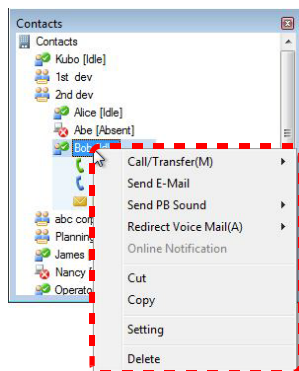 Contacts
Contacts
Kubo [Idle]
1st dev
2nd dev
Alice [Idle]
Abe [Absent]
Bob
abc
Planning
James
Nancy
Operato
Call/Transfer(M)
Send E-Mail
Send PB Sound
Redirect Voice Mail(A)
Online Notification
Cut
Copy
Setting
Delete